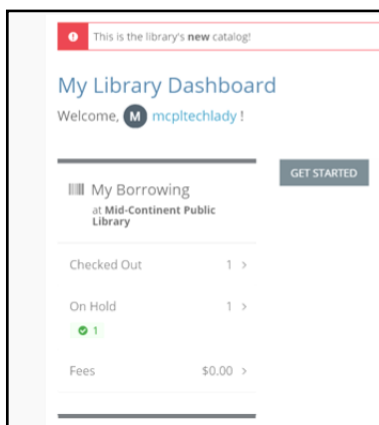 This is the library's new catalog!
My Library Dashboard
Welcome, M mcpltechlady !
GET STARTED
My Borrowing
at Mid-Continent Public
Library
Checked Out 1 >
On Hold 1 >
1
Fees $0.00 >